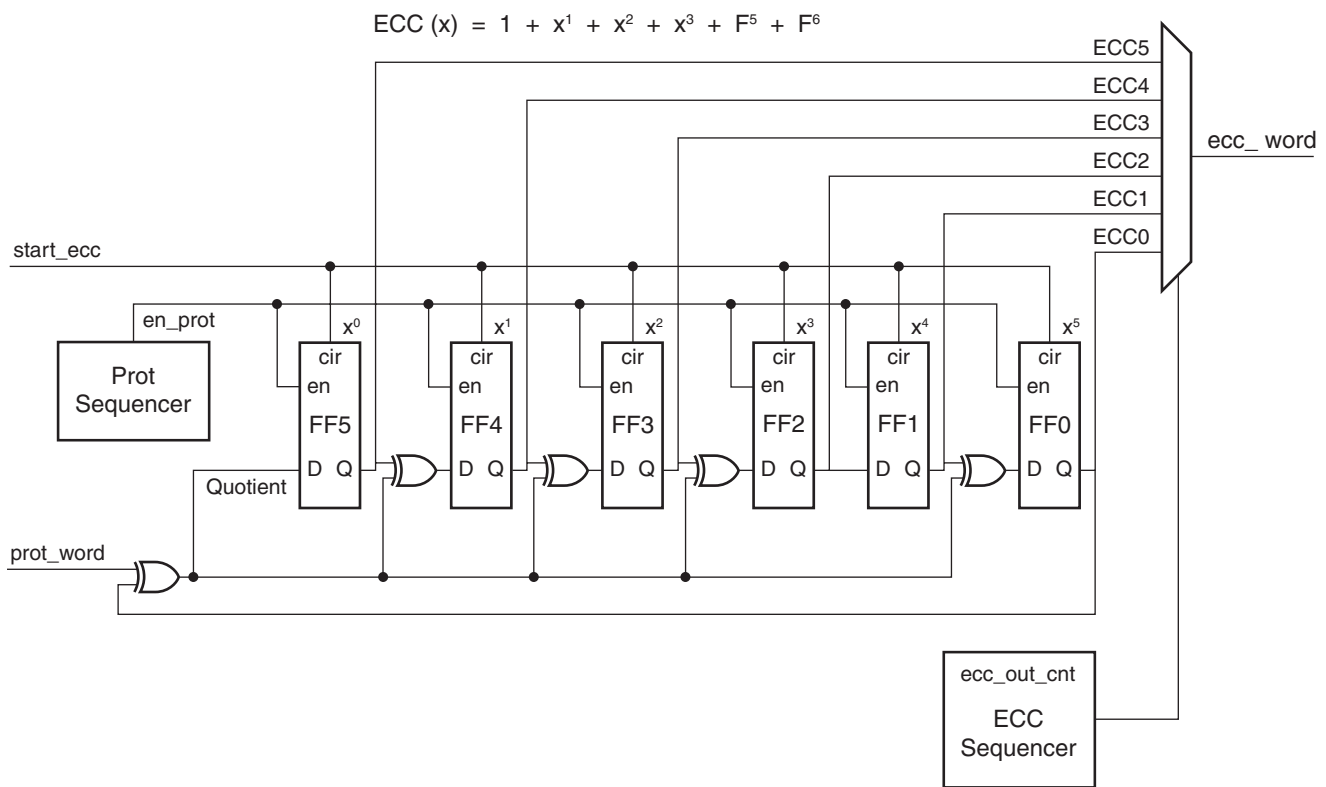 ECC (x) = 1 + x¹ + x² + x³ + F⁵ + F⁶
ECC5
ECC4
ECC3
ECC2
ECC1
ECC0
ecc_ word
start_ecc
en_prot
x⁰
x¹
x²
x³
x⁴
x⁵
Prot
Sequencer
cir
en
FF5
D Q
cir
en
FF4
D Q
cir
en
FF3
D Q
cir
en
FF2
D Q
cir
en
FF1
D Q
cir
en
FF0
D Q
Quotient
prot_word
ecc_out_cnt
ECC
Sequencer